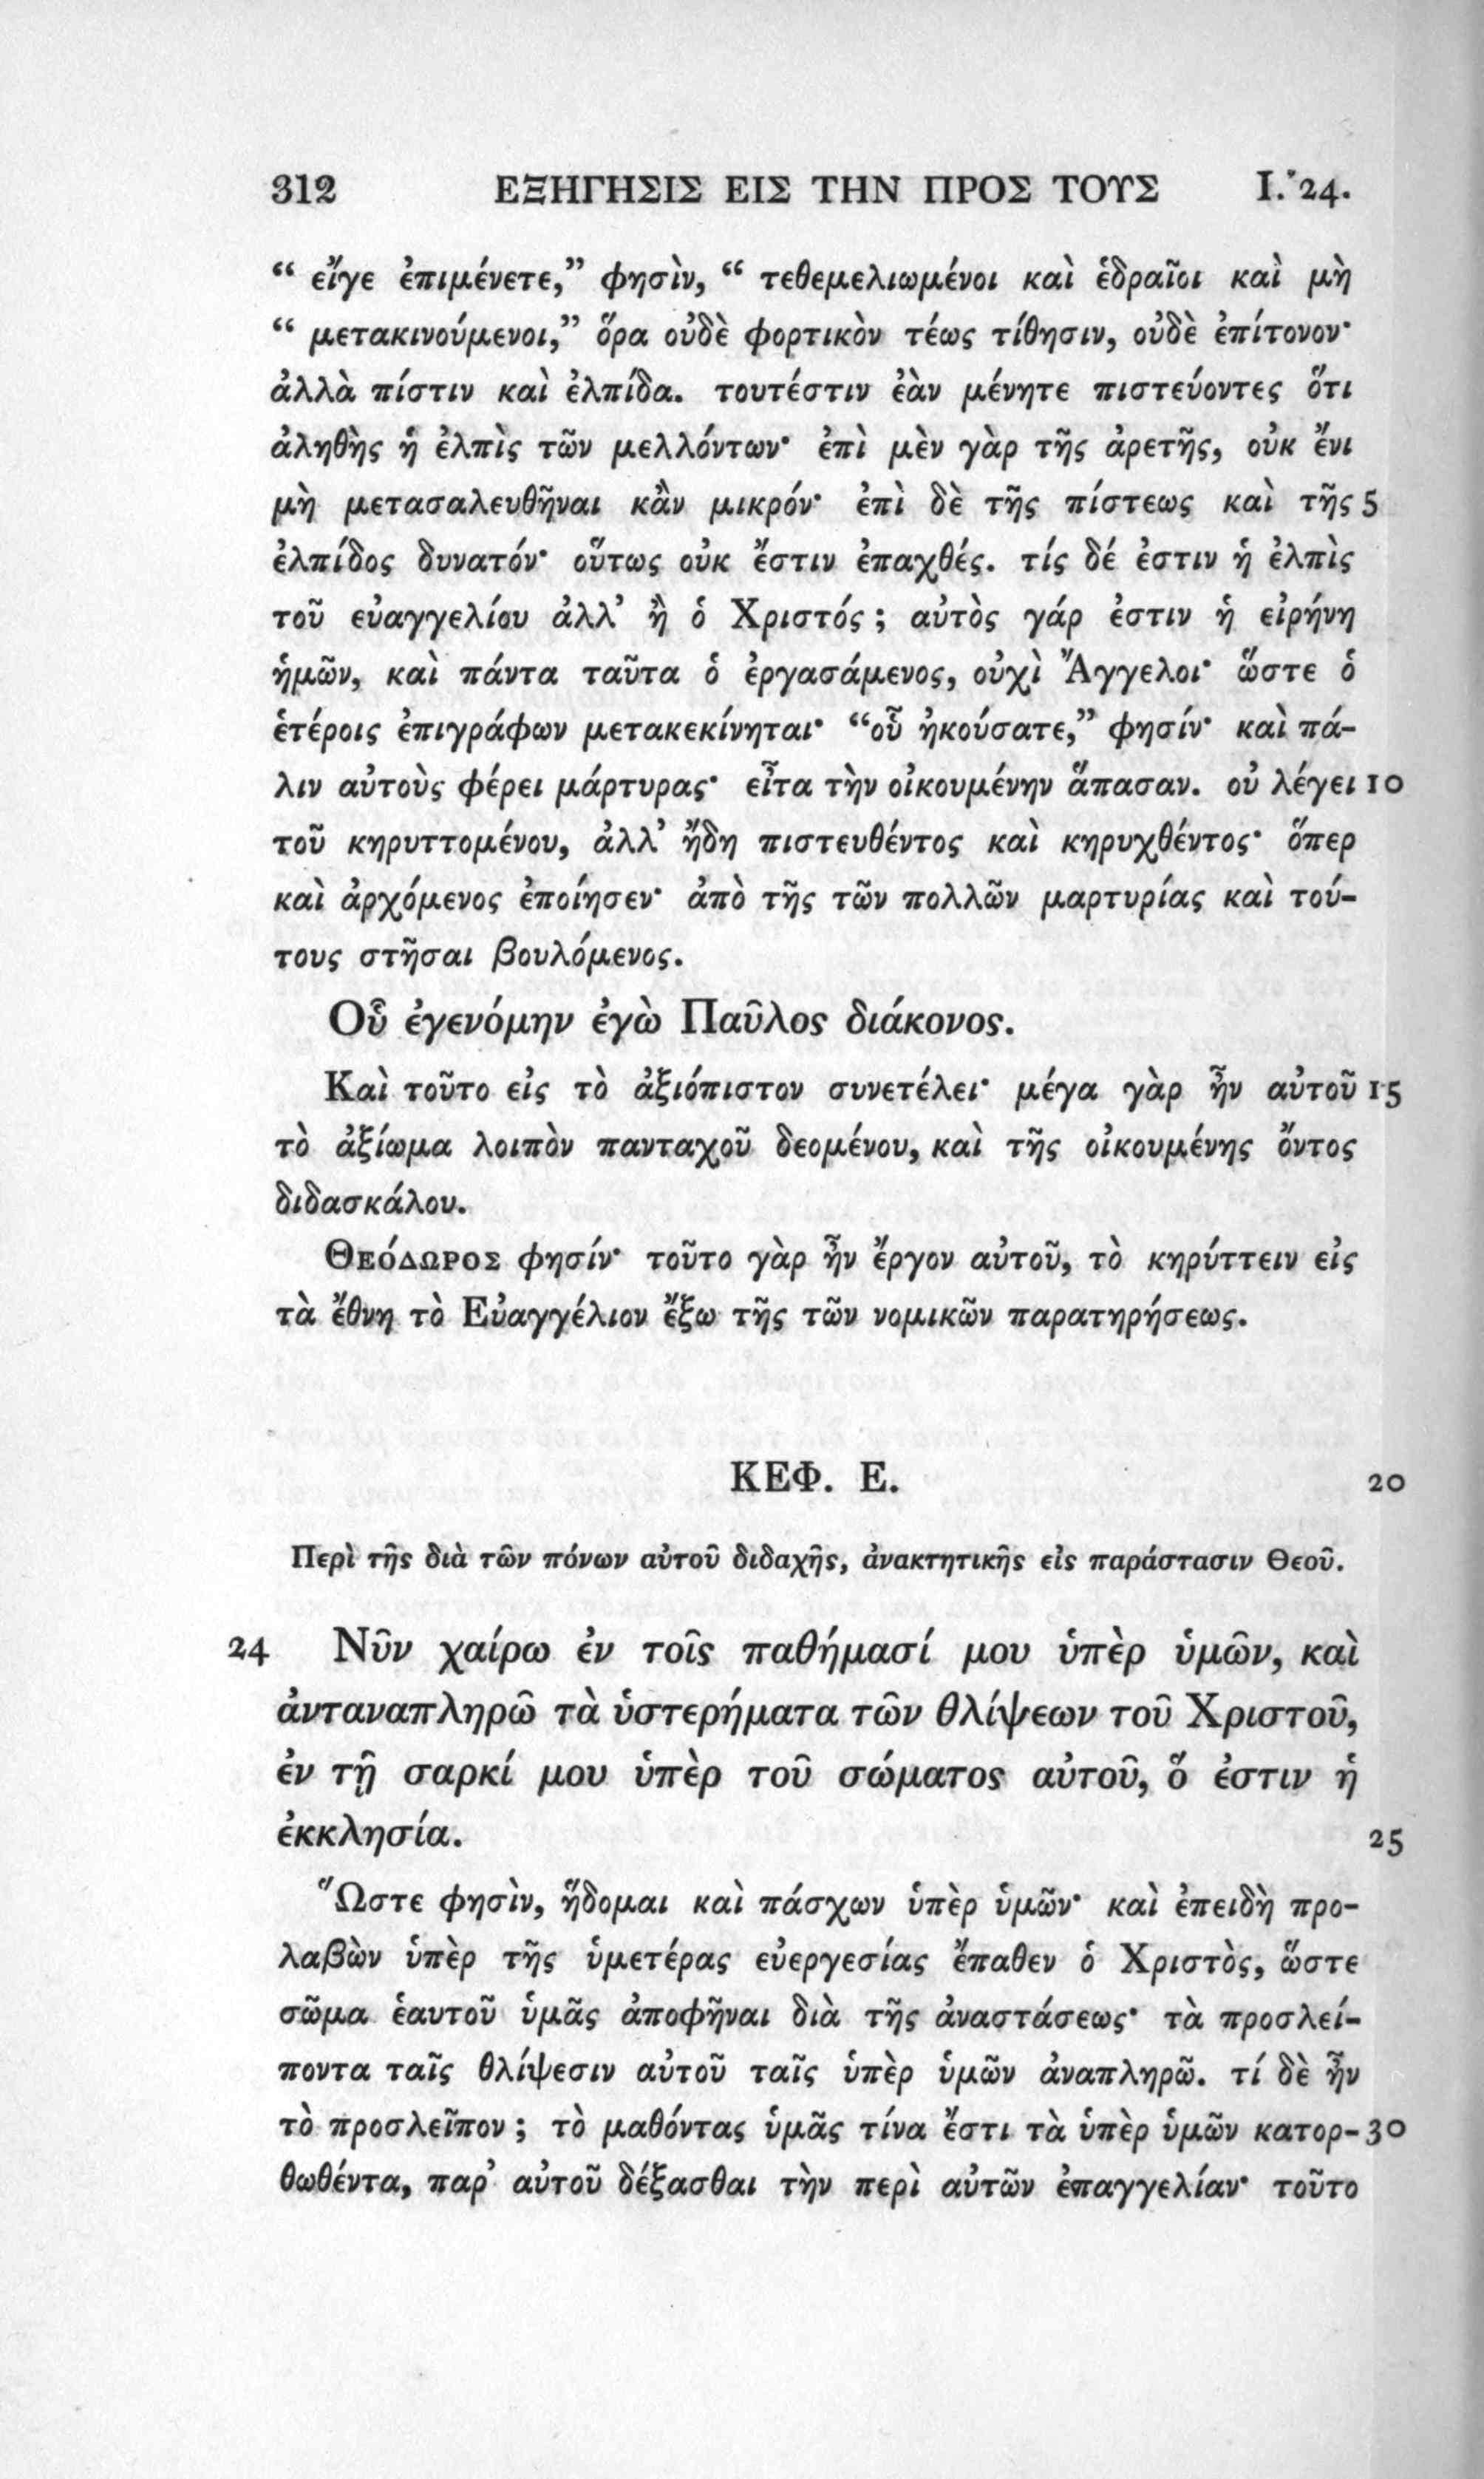 312 ΕΞΗΓΗΣΙΣ ΕΙΣ ΤΗΝ ΠΡΟΣ ΤΟΥΣ I. 24.
“ εἴγε ἐπιμένετε,” φησὶν, “ τεθεμελιωμένοι καὶ ἑδραῖοι καὶ μὴ
“ μετακινούμενοι,” ὅρα οὐδὲ φορτικὸν τέως τίθησιν, οὐδὲ ἐπίτονον·
ἀλλὰ πίστιν καὶ ἐλπίδα. τουτέστιν ἐὰν μένητε πιστεύοντες ὅτι
ἀληθὴς ἡ ἐλπὶς τῶν μελλόντων· ἐπὶ μὲν γὰρ τῆς ἀρετῆς, οὐκ ἔνι
μὴ μετασαλευθῆναι κἂν μικρόν· ἐπὶ δὲ τῆς πίστεως καὶ τῆς 5
ἐλπίδος δυνατόν· οὕτως οὐκ ἔστιν ἐπαχθές. τίς δέ ἐστιν ἡ ἐλπὶς
τοῦ εὐαγγελίου ἀλλ’ ἢ ὁ Χριστός ; αὐτὸς γάρ ἐστιν ἡ εἰρήνη
ἡμῶν, καὶ πάντα ταῦτα ὁ ἐργασάμενος, οὐχὶ Ἄγγελοι· ὥστε ὁ
ἑτέροις ἐπιγράφων μετακεκίνηται· “οὗ ἠκούσατε,” φησίν· καὶ πά-
λιν αὐτοὺς φέρει μάρτυρας· εἶτα τὴν οἰκουμένην ἅπασαν. οὐ λέγει 10
τοῦ κηρυττομένου, ἀλλ’ ἤδη πιστευθέντος καὶ κηρυχθέντος· ὅπερ
καὶ ἀρχόμενος ἐποίησεν· ἀπὸ τῆς τῶν πολλῶν μαρτυρίας καὶ τού-
τους στῆσαι βουλόμενος.
Οὗ ἐγενόμην ἐγὼ Παῦλος διάκονος.
Καὶ τοῦτο εἰς τὸ ἀξιόπιστον συνετέλει· μέγα γὰρ ἦν αὐτοῦ 15
τὸ ἀξίωμα λοιπὸν πανταχοῦ δεομένου, καὶ τῆς οἰκουμένης ὄντος
διδασκάλου.
ΘΕΌΔΩΡΟΣ φησίν· τοῦτο γὰρ ἦν ἔργον αὐτοῦ, τὸ κηρύττειν εἰς
τὰ ἔθνη τὸ Εὐαγγέλιον ἔξω τῆς τῶν νομικῶν παρατηρήσεως.
ΚΕΦ. Ε. 20
Περὶ τῆς διὰ τῶν πόνων αὐτοῦ διδαχῆς, ἀνακτητικῆς εἰς παράστασιν Θεοῦ.
24 Νῦν χαίρω ἐν τοῖς παθήμασί μου ὑπὲρ ὑμῶν, καὶ
ἀνταναπληρῶ τὰ ὑστερήματα τῶν θλίψεων τοῦ Χριστοῦ,
ἐν τῇ σαρκί μου ὑπὲρ τοῦ σώματος αὐτοῦ, ὅ ἐστιν ἡ
ἐκκλησία. 25
Ὥστε φησὶν, ἥδομαι καὶ πάσχων ὑπὲρ ὑμῶν· καὶ ἐπειδὴ προ-
λαβὼν ὑπὲρ τῆς ὑμετέρας εὐεργεσίας ἔπαθεν ὁ Χριστὸς, ὥστε
σῶμα ἑαυτοῦ ὑμᾶς ἀποφῆναι διὰ τῆς ἀναστάσεως· τὰ προσλεί-
ποντα ταῖς θλίψεσιν αὐτοῦ ταῖς ὑπὲρ ὑμῶν ἀναπληρῶ. τί δὲ ἦν
τὸ προσλεῖπον ; τὸ μαθόντας ὑμᾶς τίνα ἔστι τὰ ὑπὲρ ὑμῶν κατορ- 30
θωθέντα, παρ’ αὐτοῦ δέξασθαι τὴν περὶ αὐτῶν ἐπαγγελίαν· τοῦτο